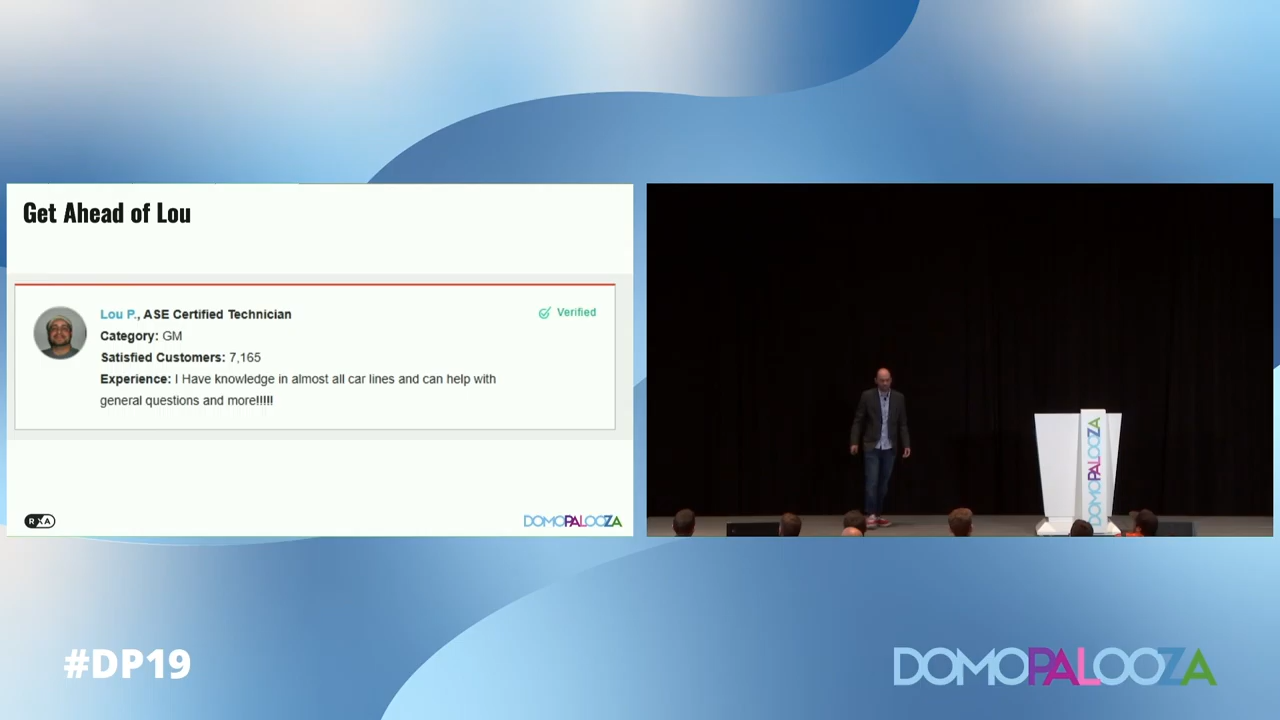 Get Ahead of Lou
Lou P., ASE Certified Technician
Verified
Category: GM
Satisfied Customers: 7,165
Experience: I Have knowledge in almost all car lines and can help with
general questions and more!!!!!
RXA
DOMOPALOOZA
DOMOPALOOZA
#DP19
DOMOPALOOZA